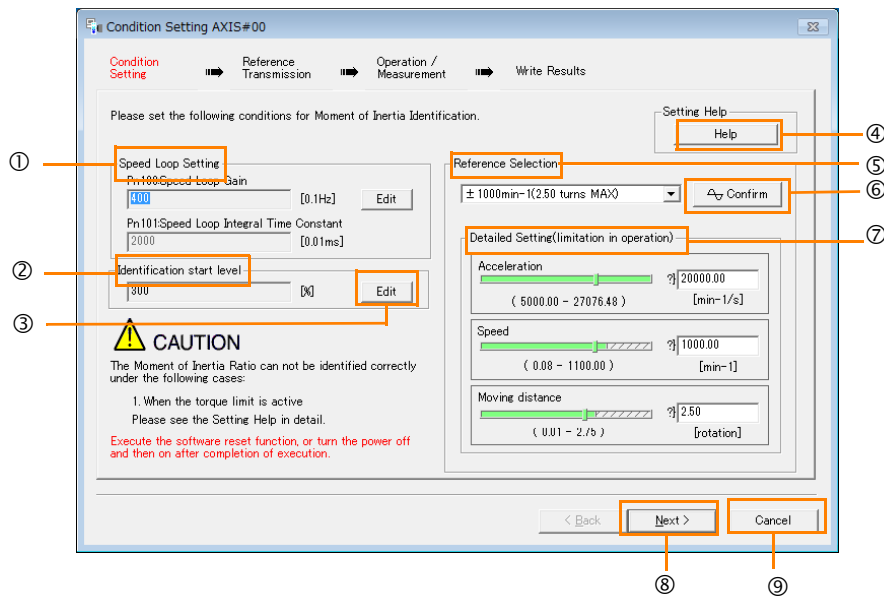 Condition Setting AXIS#00
Condition
Setting
Reference
Transmission
Operation /
Measurement
Write Results
Please set the following conditions for Moment of Inertia Identification.
Setting Help
Help
④
①
Speed Loop Setting
Pn100:Speed Loop Gain
400
[0.1Hz]
Edit
Pn101:Speed Loop Integral Time Constant
2000
[0.01ms]
②
Identification start level
300
[%]
Edit
③
CAUTION
The Moment of Inertia Ratio can not be identified correctly
under the following cases:
1. When the torque limit is active
Please see the Setting Help in detail.
Execute the software reset function, or turn the power off
and then on after completion of execution.
Reference Selection
⑤
± 1000min-1(2.50 turns MAX)
Confirm
⑥
Detailed Setting(limitation in operation)
⑦
Acceleration
?} 20000.00
( 5000.00 - 27076.48 )
[min-1/s]
Speed
?} 1000.00
( 0.08 - 1100.00 )
[min-1]
Moving distance
?} 2.50
( 0.01 - 2.75 )
[rotation]
< Back
Next >
Cancel
⑧
⑨